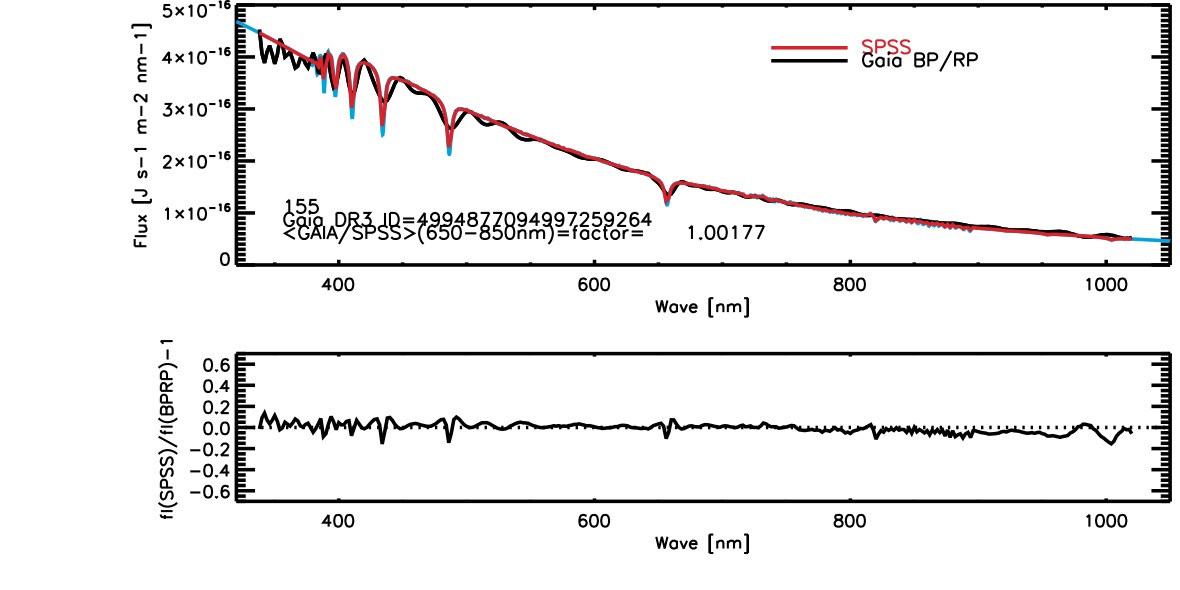 5×10−16
4×10−16
3×10−16
2×10−16
1×10−16
0
Flux [J s−1 m−2 nm−1]
SPSS
Gaia BP/RP
155
Gaia DR3 ID=4994877094997259264
<GAIA/SPSS>(650−850nm)=factor= 1.00177
400 600 800 1000
Wave [nm]
fl(SPSS)/fl(BPRP)−1
0.6
0.4
0.2
0.0
−0.2
−0.4
−0.6
400 600 800 1000
Wave [nm]